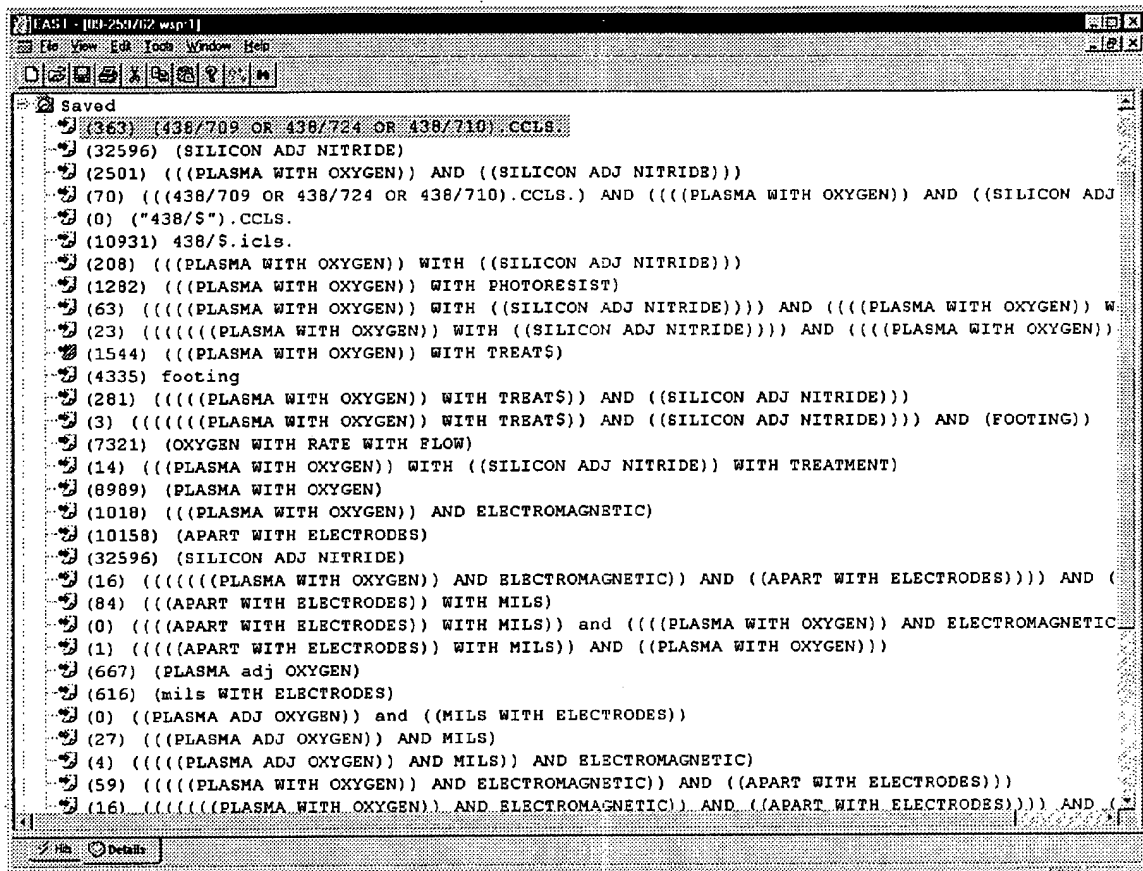 EAST - [09-259762.wsp:1]
File View Edit Tools Window Help
Saved
(363) (438/709 OR 438/724 OR 438/710).CCLS.
(32596) (SILICON ADJ NITRIDE)
(2501) (((PLASMA WITH OXYGEN)) AND ((SILICON ADJ NITRIDE)))
(70) (((438/709 OR 438/724 OR 438/710).CCLS.) AND ((((PLASMA WITH OXYGEN)) AND ((SILICON ADJ
(0) ("438/$").CCLS.
(10931) 438/$.icls.
(208) (((PLASMA WITH OXYGEN)) WITH ((SILICON ADJ NITRIDE)))
(1282) (((PLASMA WITH OXYGEN)) WITH PHOTORESIST)
(63) (((((PLASMA WITH OXYGEN)) WITH ((SILICON ADJ NITRIDE)))) AND ((((PLASMA WITH OXYGEN)) W
(23) (((((((PLASMA WITH OXYGEN)) WITH ((SILICON ADJ NITRIDE)))) AND ((((PLASMA WITH OXYGEN))
(1544) (((PLASMA WITH OXYGEN)) WITH TREAT$)
(4335) footing
(281) (((((PLASMA WITH OXYGEN)) WITH TREAT$)) AND ((SILICON ADJ NITRIDE)))
(3) (((((((PLASMA WITH OXYGEN)) WITH TREAT$)) AND ((SILICON ADJ NITRIDE)))) AND (FOOTING))
(7321) (OXYGEN WITH RATE WITH FLOW)
(14) (((PLASMA WITH OXYGEN)) WITH ((SILICON ADJ NITRIDE)) WITH TREATMENT)
(8989) (PLASMA WITH OXYGEN)
(1018) (((PLASMA WITH OXYGEN)) AND ELECTROMAGNETIC)
(10158) (APART WITH ELECTRODES)
(32596) (SILICON ADJ NITRIDE)
(16) (((((((PLASMA WITH OXYGEN)) AND ELECTROMAGNETIC)) AND ((APART WITH ELECTRODES)))) AND (
(84) (((APART WITH ELECTRODES)) WITH MILS)
(0) ((((APART WITH ELECTRODES)) WITH MILS)) and ((((PLASMA WITH OXYGEN)) AND ELECTROMAGNETIC
(1) (((((APART WITH ELECTRODES)) WITH MILS)) AND ((PLASMA WITH OXYGEN)))
(667) (PLASMA adj OXYGEN)
(616) (mils WITH ELECTRODES)
(0) ((PLASMA ADJ OXYGEN)) and ((MILS WITH ELECTRODES))
(27) (((PLASMA ADJ OXYGEN)) AND MILS)
(4) (((((PLASMA ADJ OXYGEN)) AND MILS)) AND ELECTROMAGNETIC)
(59) (((((PLASMA WITH OXYGEN)) AND ELECTROMAGNETIC)) AND ((APART WITH ELECTRODES)))
(16) (((((((PLASMA WITH OXYGEN)) AND ELECTROMAGNETIC)) AND ((APART WITH ELECTRODES)))) AND (
Hits Details